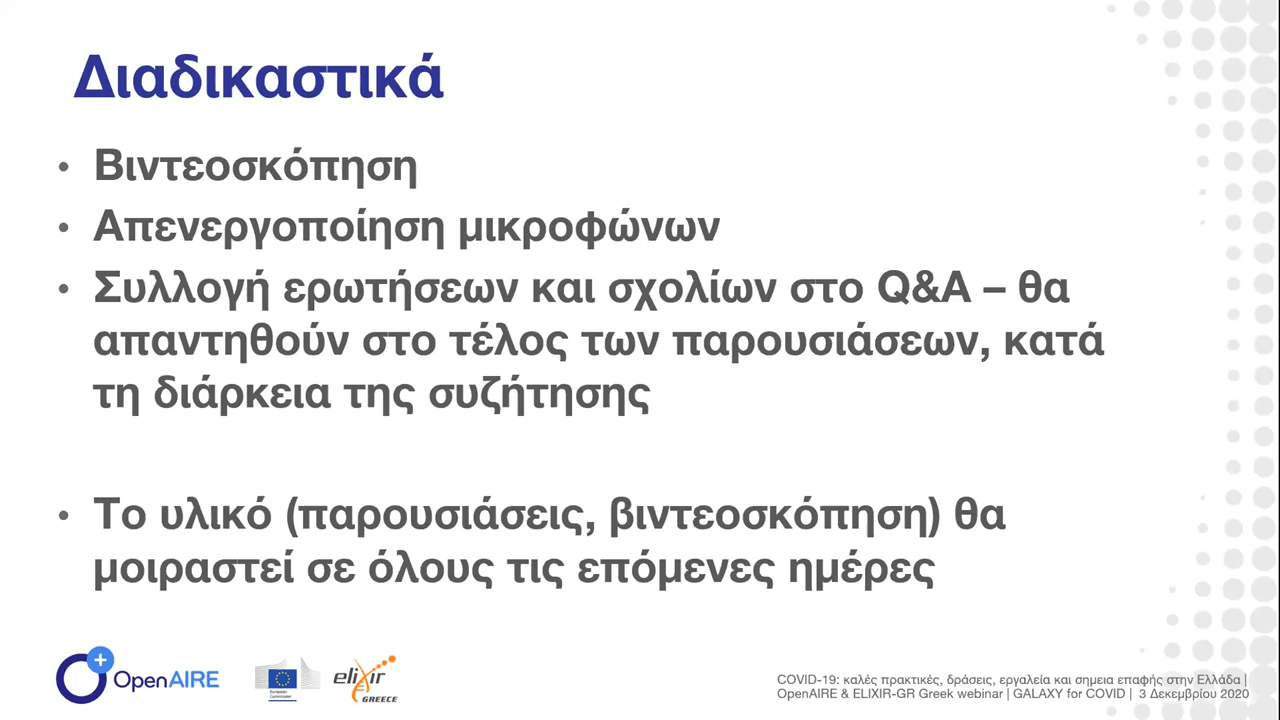 Διαδικαστικά
• Βιντεοσκόπηση
• Απενεργοποίηση μικροφώνων
• Συλλογή ερωτήσεων και σχολίων στο Q&A – θα
απαντηθούν στο τέλος των παρουσιάσεων, κατά
τη διάρκεια της συζήτησης
• Το υλικό (παρουσιάσεις, βιντεοσκόπηση) θα
μοιραστεί σε όλους τις επόμενες ημέρες
OpenAIRE
European
Commission
elixir
GREECE
COVID-19: καλές πρακτικές, δράσεις, εργαλεία και σημεια επαφής στην Ελλάδα |
OpenAIRE & ELIXIR-GR Greek webinar | GALAXY for COVID | 3 Δεκεμβρίου 2020